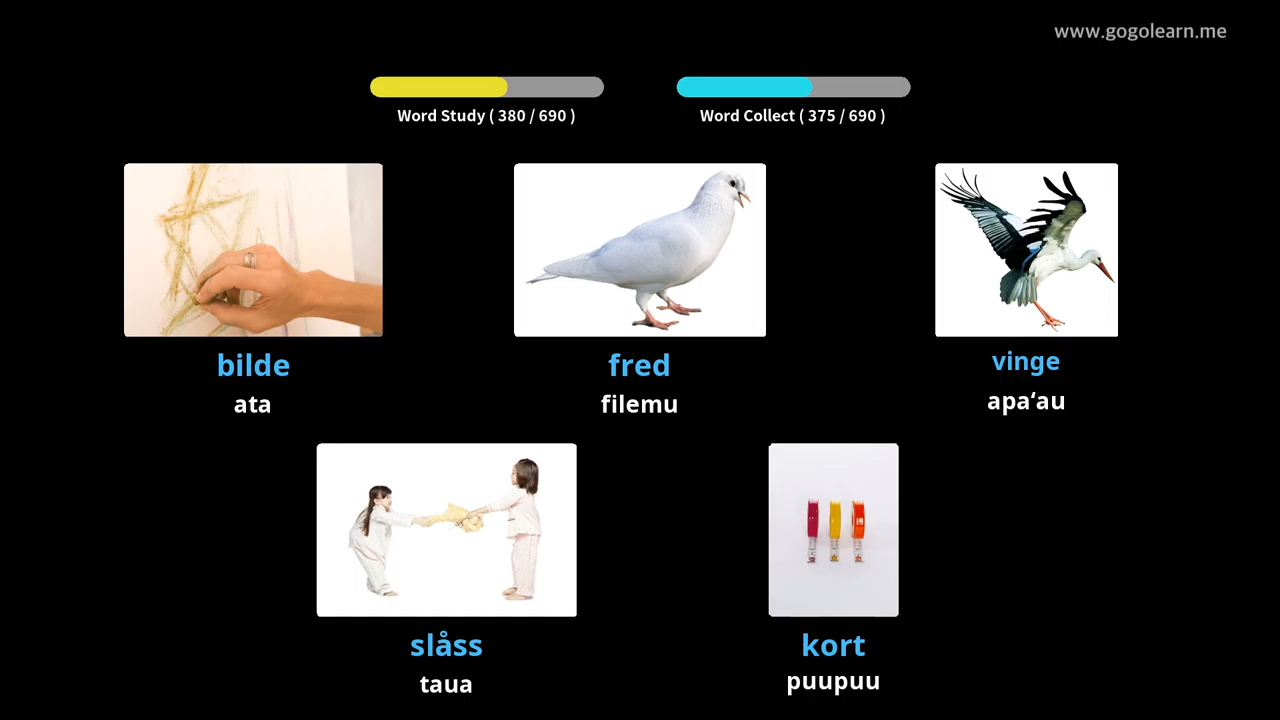 www.gogolearn.me
Word Study ( 380 / 690 )
Word Collect ( 375 / 690 )
bilde
ata
fred
filemu
vinge
apa‘au
slåss
taua
kort
puupuu